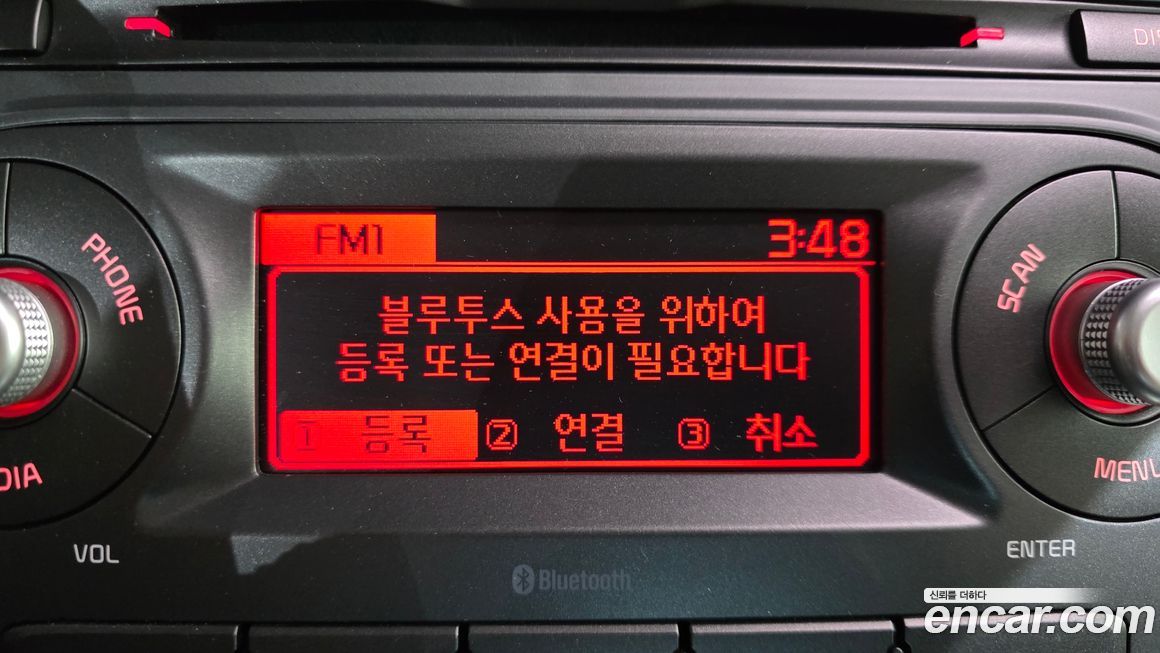 FM1 3:48
블루투스 사용을 위하여
등록 또는 연결이 필요합니다
1 등록 2 연결 3 취소
PHONE
SCAN
VOL
ENTER
Bluetooth
신뢰를 더하다
encar.com